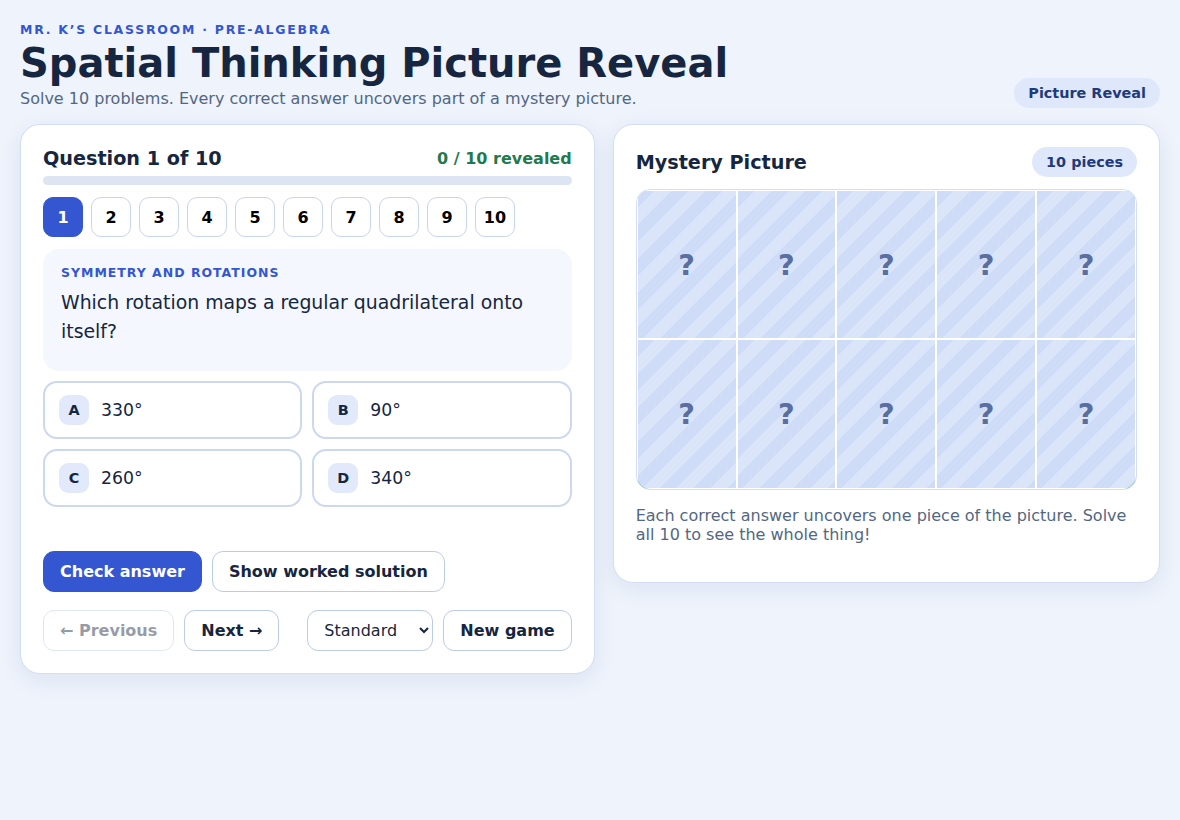 MR. K’S CLASSROOM · PRE-ALGEBRA
Spatial Thinking Picture Reveal
Solve 10 problems. Every correct answer uncovers part of a mystery picture.
Picture Reveal
Question 1 of 10
0 / 10 revealed
1 2 3 4 5 6 7 8 9 10
SYMMETRY AND ROTATIONS
Which rotation maps a regular quadrilateral onto
itself?
A 330°
B 90°
C 260°
D 340°
Check answer
Show worked solution
← Previous
Next →
Standard
New game
Mystery Picture
10 pieces
? ? ? ? ?
? ? ? ? ?
Each correct answer uncovers one piece of the picture. Solve
all 10 to see the whole thing!